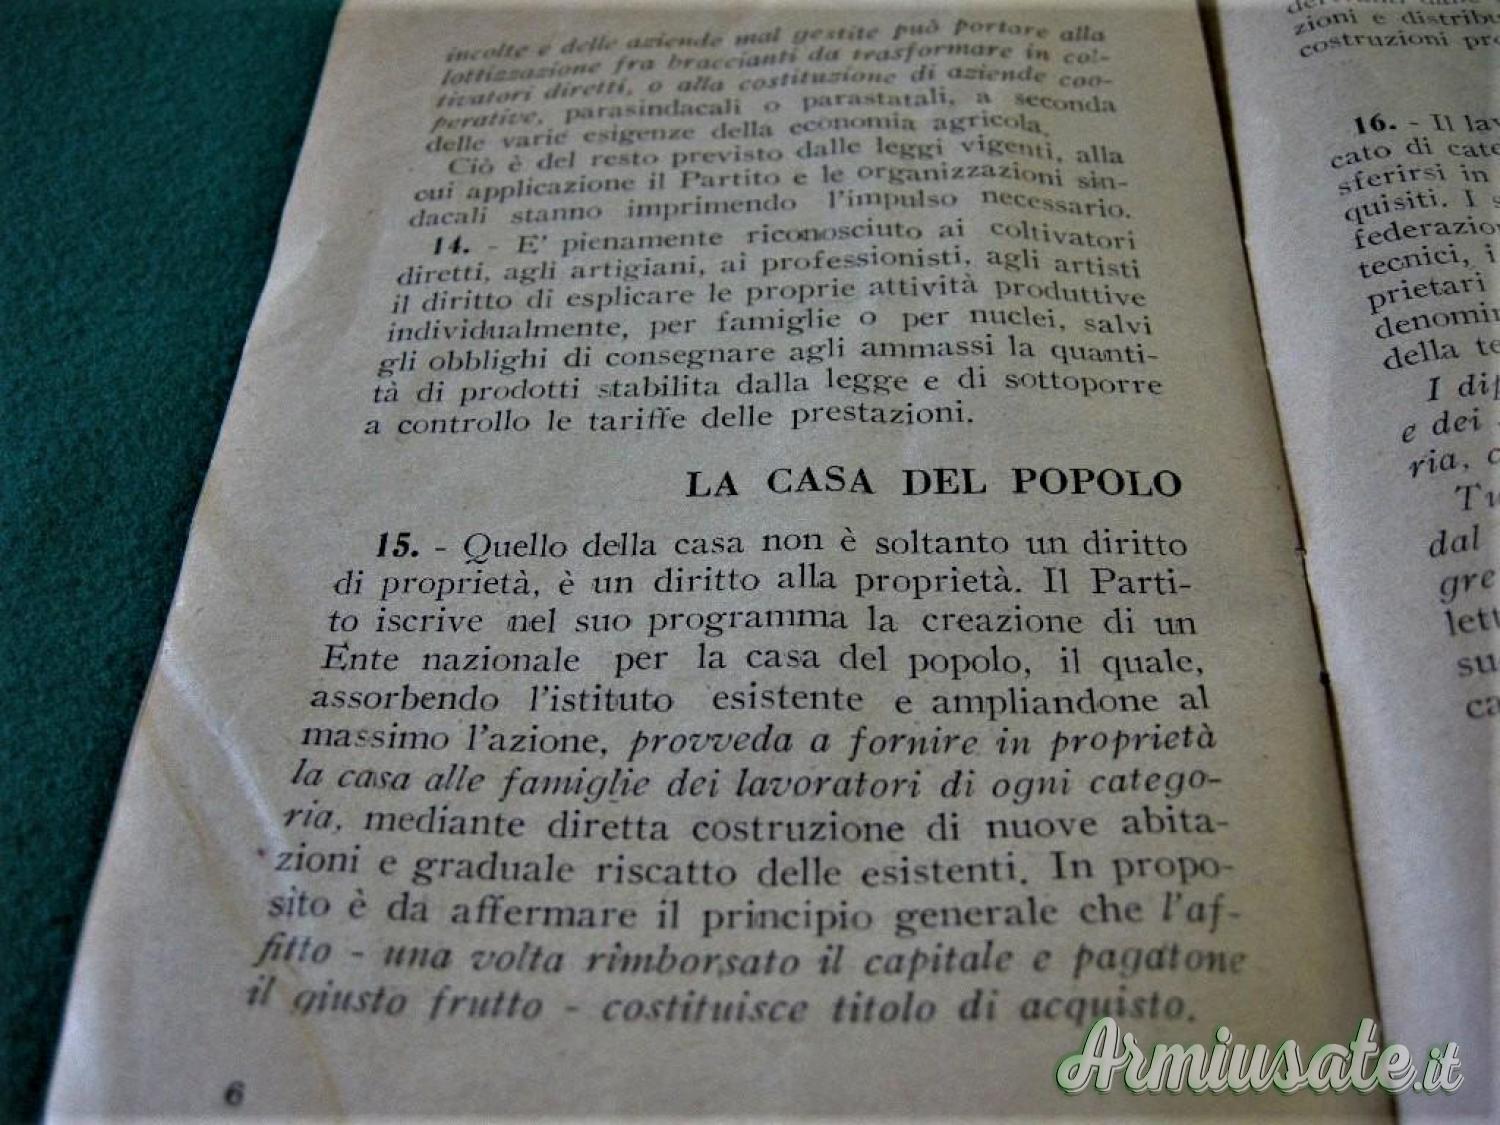 incolte e delle aziende mal gestite può portare alla
lottizzazione fra braccianti da trasformare in col-
tivatori diretti, o alla costituzione di aziende coo-
perative, parasindacali o parastatali, a seconda
delle varie esigenze della economia agricola.
Ciò è del resto previsto dalle leggi vigenti, alla
cui applicazione il Partito e le organizzazioni sin-
dacali stanno imprimendo l'impulso necessario.
14. - E' pienamente riconosciuto ai coltivatori
diretti, agli artigiani, ai professionisti, agli artisti
il diritto di esplicare le proprie attività produttive
individualmente, per famiglie o per nuclei, salvi
gli obblighi di consegnare agli ammassi la quanti-
tà di prodotti stabilita dalla legge e di sottoporre
a controllo le tariffe delle prestazioni.
LA CASA DEL POPOLO
15. - Quello della casa non è soltanto un diritto
di proprietà, è un diritto alla proprietà. Il Parti-
to iscrive nel suo programma la creazione di un
Ente nazionale per la casa del popolo, il quale,
assorbendo l'istituto esistente e ampliandone al
massimo l'azione, provveda a fornire in proprietà
la casa alle famiglie dei lavoratori di ogni catego-
ria, mediante diretta costruzione di nuove abita-
zioni e graduale riscatto delle esistenti. In propo-
sito è da affermare il principio generale che l'af-
fitto - una volta rimborsato il capitale e pagatone
il giusto frutto - costituisce titolo di acquisto.
6
zioni e distribu
costruzioni pr
16. - Il lav
cato di cate
sferirsi in
quisiti. I s
federazio
tecnici, i
prietari
denomin
della te
I dif
e dei
ria, c
Tu
dal
gre
lett
su
ca
Armiusate.it